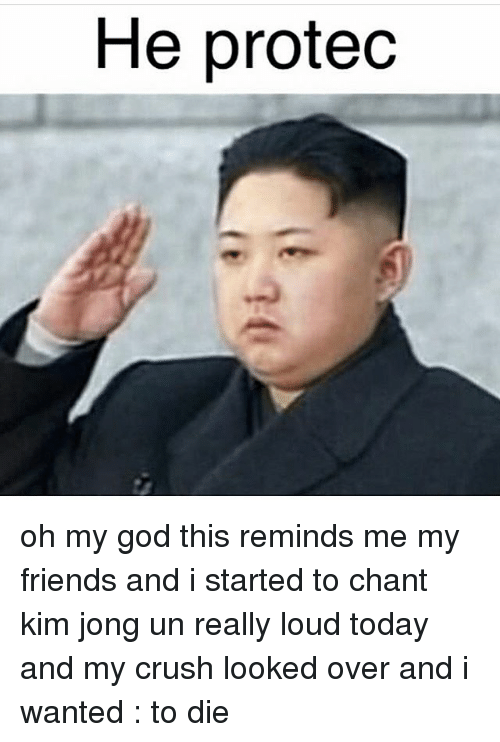 He protec
oh my god this reminds me my
friends and i started to chant
kim jong un really loud today
and my crush looked over and i
wanted : to die